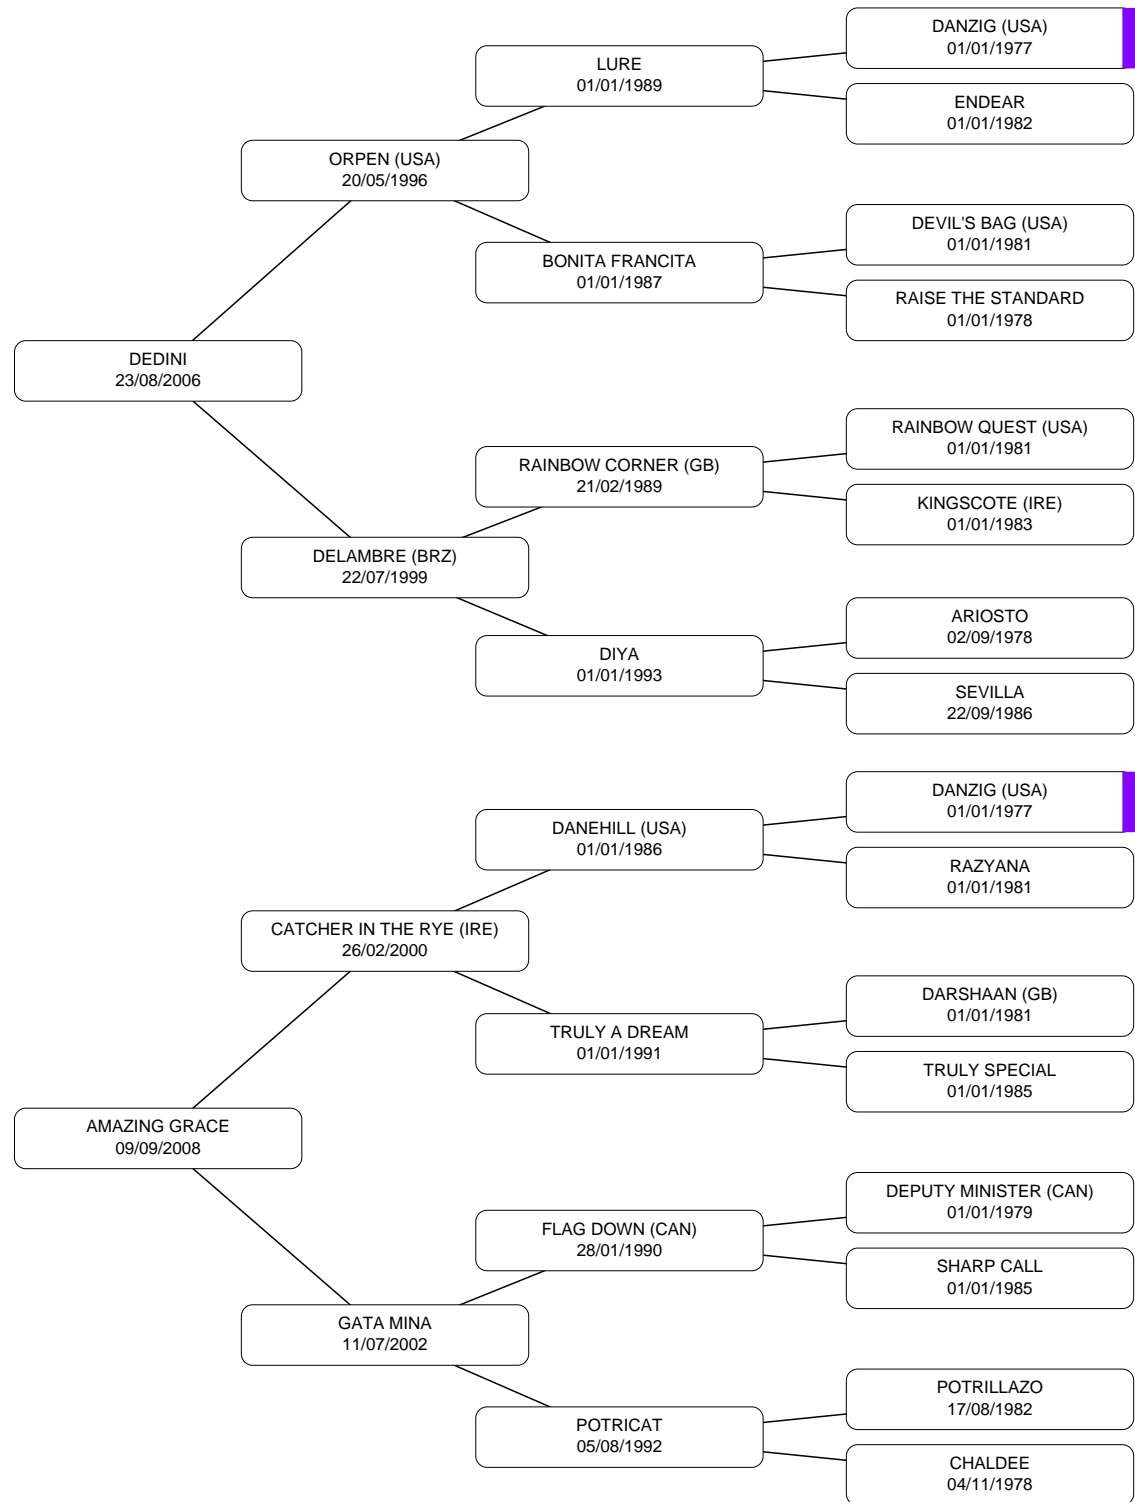 DANZIG (USA)
01/01/1977
LURE
01/01/1989
ENDEAR
01/01/1982
ORPEN (USA)
20/05/1996
DEVIL'S BAG (USA)
01/01/1981
BONITA FRANCITA
01/01/1987
RAISE THE STANDARD
01/01/1978
DEDINI
23/08/2006
RAINBOW QUEST (USA)
01/01/1981
RAINBOW CORNER (GB)
21/02/1989
KINGSCOTE (IRE)
01/01/1983
DELAMBRE (BRZ)
22/07/1999
ARIOSTO
02/09/1978
DIYA
01/01/1993
SEVILLA
22/09/1986
DANZIG (USA)
01/01/1977
DANEHILL (USA)
01/01/1986
RAZYANA
01/01/1981
CATCHER IN THE RYE (IRE)
26/02/2000
DARSHAAN (GB)
01/01/1981
TRULY A DREAM
01/01/1991
TRULY SPECIAL
01/01/1985
AMAZING GRACE
09/09/2008
DEPUTY MINISTER (CAN)
01/01/1979
FLAG DOWN (CAN)
28/01/1990
SHARP CALL
01/01/1985
GATA MINA
11/07/2002
POTRILLAZO
17/08/1982
POTRICAT
05/08/1992
CHALDEE
04/11/1978